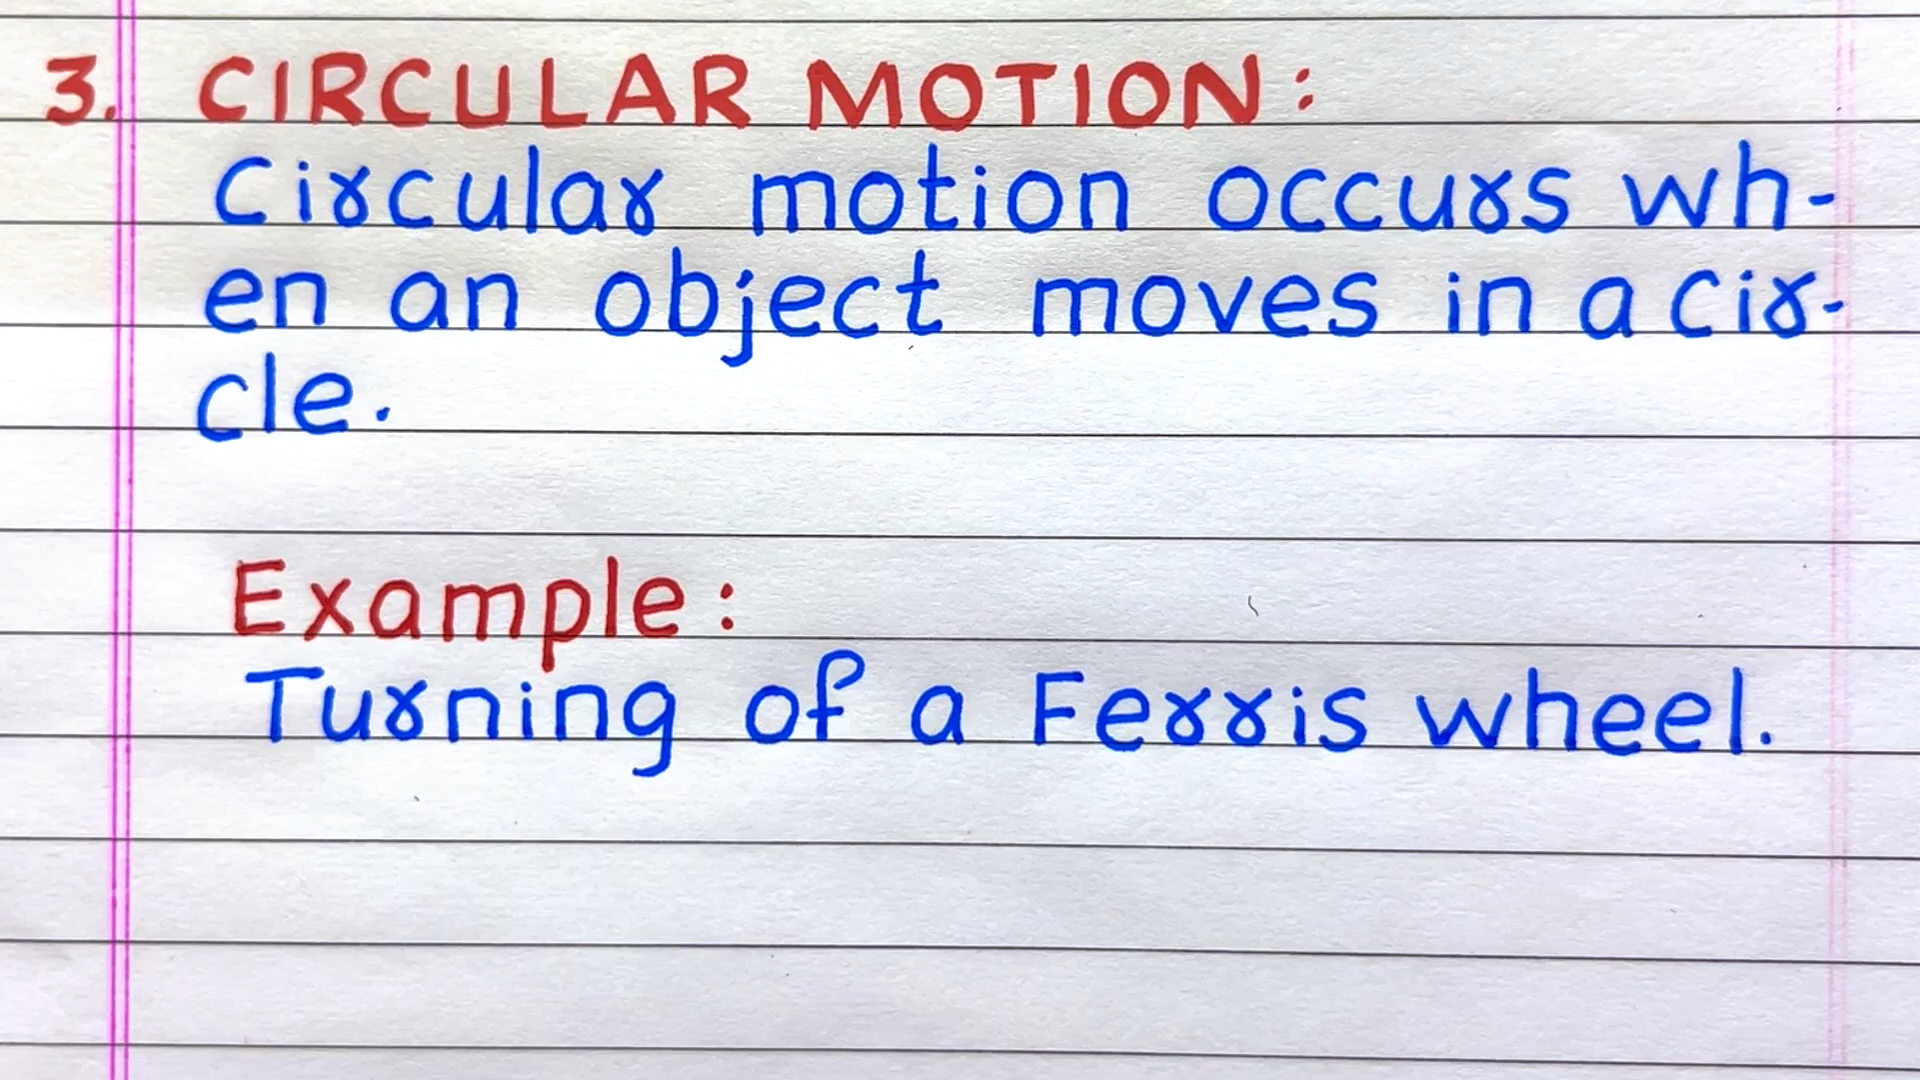 3. CIRCULAR MOTION:
Circular motion occurs wh-
en an object moves in a cir-
cle.
Example:
Turning of a Ferris wheel.